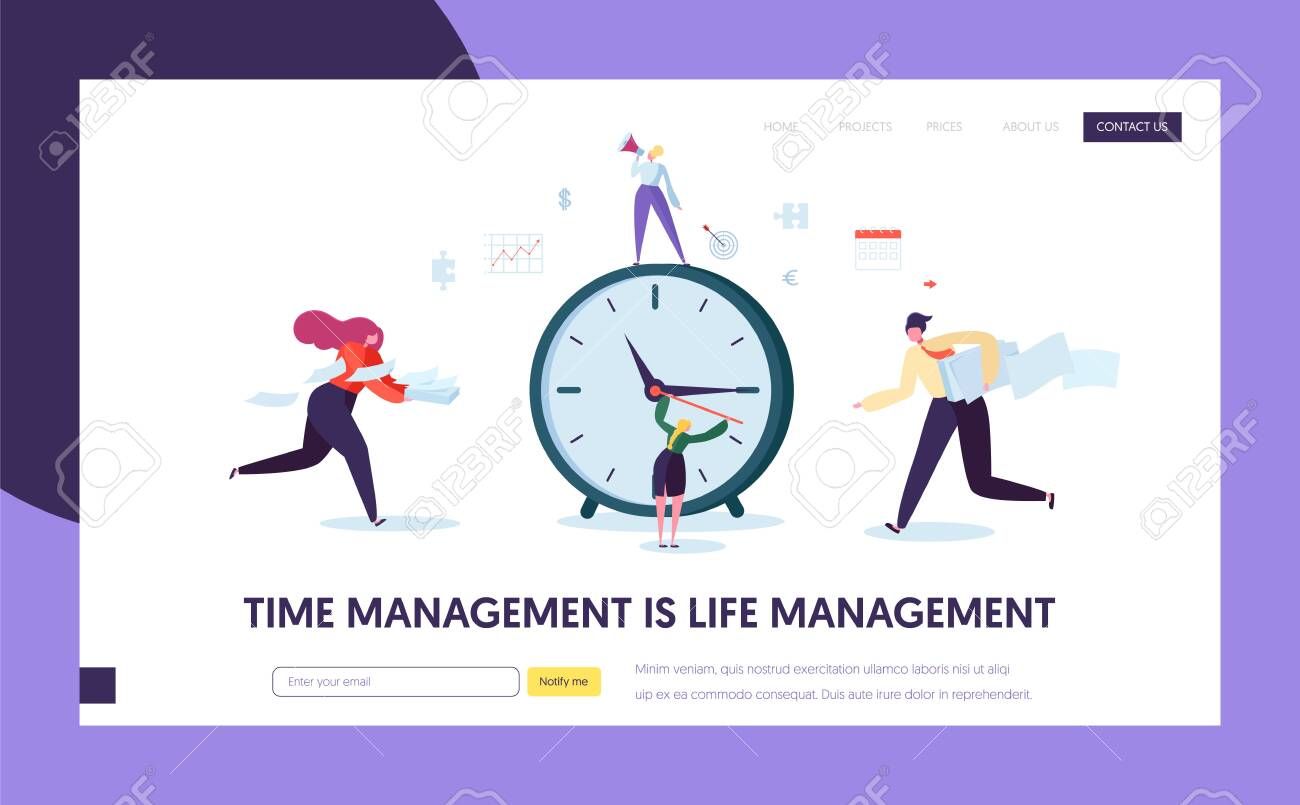 HOME PROJECTS PRICES ABOUT US CONTACT US
$
€
TIME MANAGEMENT IS LIFE MANAGEMENT
Enter your email Notify me
Minim veniam, quis nostrud exercitation ullamco laboris nisi ut aliqi
uip ex ea commodo consequat. Duis aute irure dolor in reprehenderit.
123RF